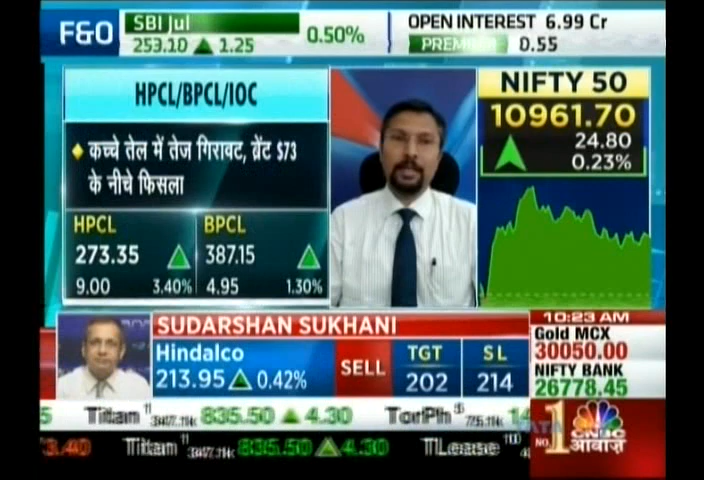 F&O
SBI Jul
253.10 ▲ 1.25
0.50%
OPEN INTEREST 6.99 Cr
0.55
HPCL/BPCL/IOC
कच्चे तेल में तेज गिरावट, ब्रेंट $73
के नीचे फिसला
HPCL
273.35
9.00 3.40%
BPCL
387.15
4.95 1.30%
NIFTY 50
10961.70
24.80
0.23%
SUDARSHAN SUKHANI
Hindalco
213.95 ▲ 0.42%
SELL
TGT
202
SL
214
10:23 AM
Gold MCX
30050.00
NIFTY BANK
26778.45
Titan 835.50 ▲ 4.30 TorPh
3.40 Titan 835.50 ▲ 4.30 TLease
NO. 1
CNBC
आवाज़